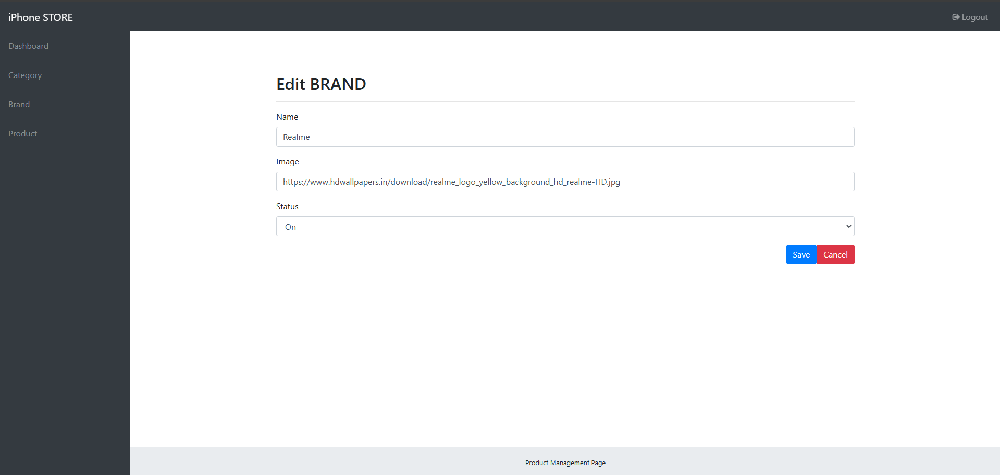 iPhone STORE
Logout
Dashboard
Category
Brand
Product
Edit BRAND
Name
Realme
Image
https://www.hdwallpapers.in/download/realme_logo_yellow_background_hd_realme-HD.jpg
Status
On
Save Cancel
Product Management Page